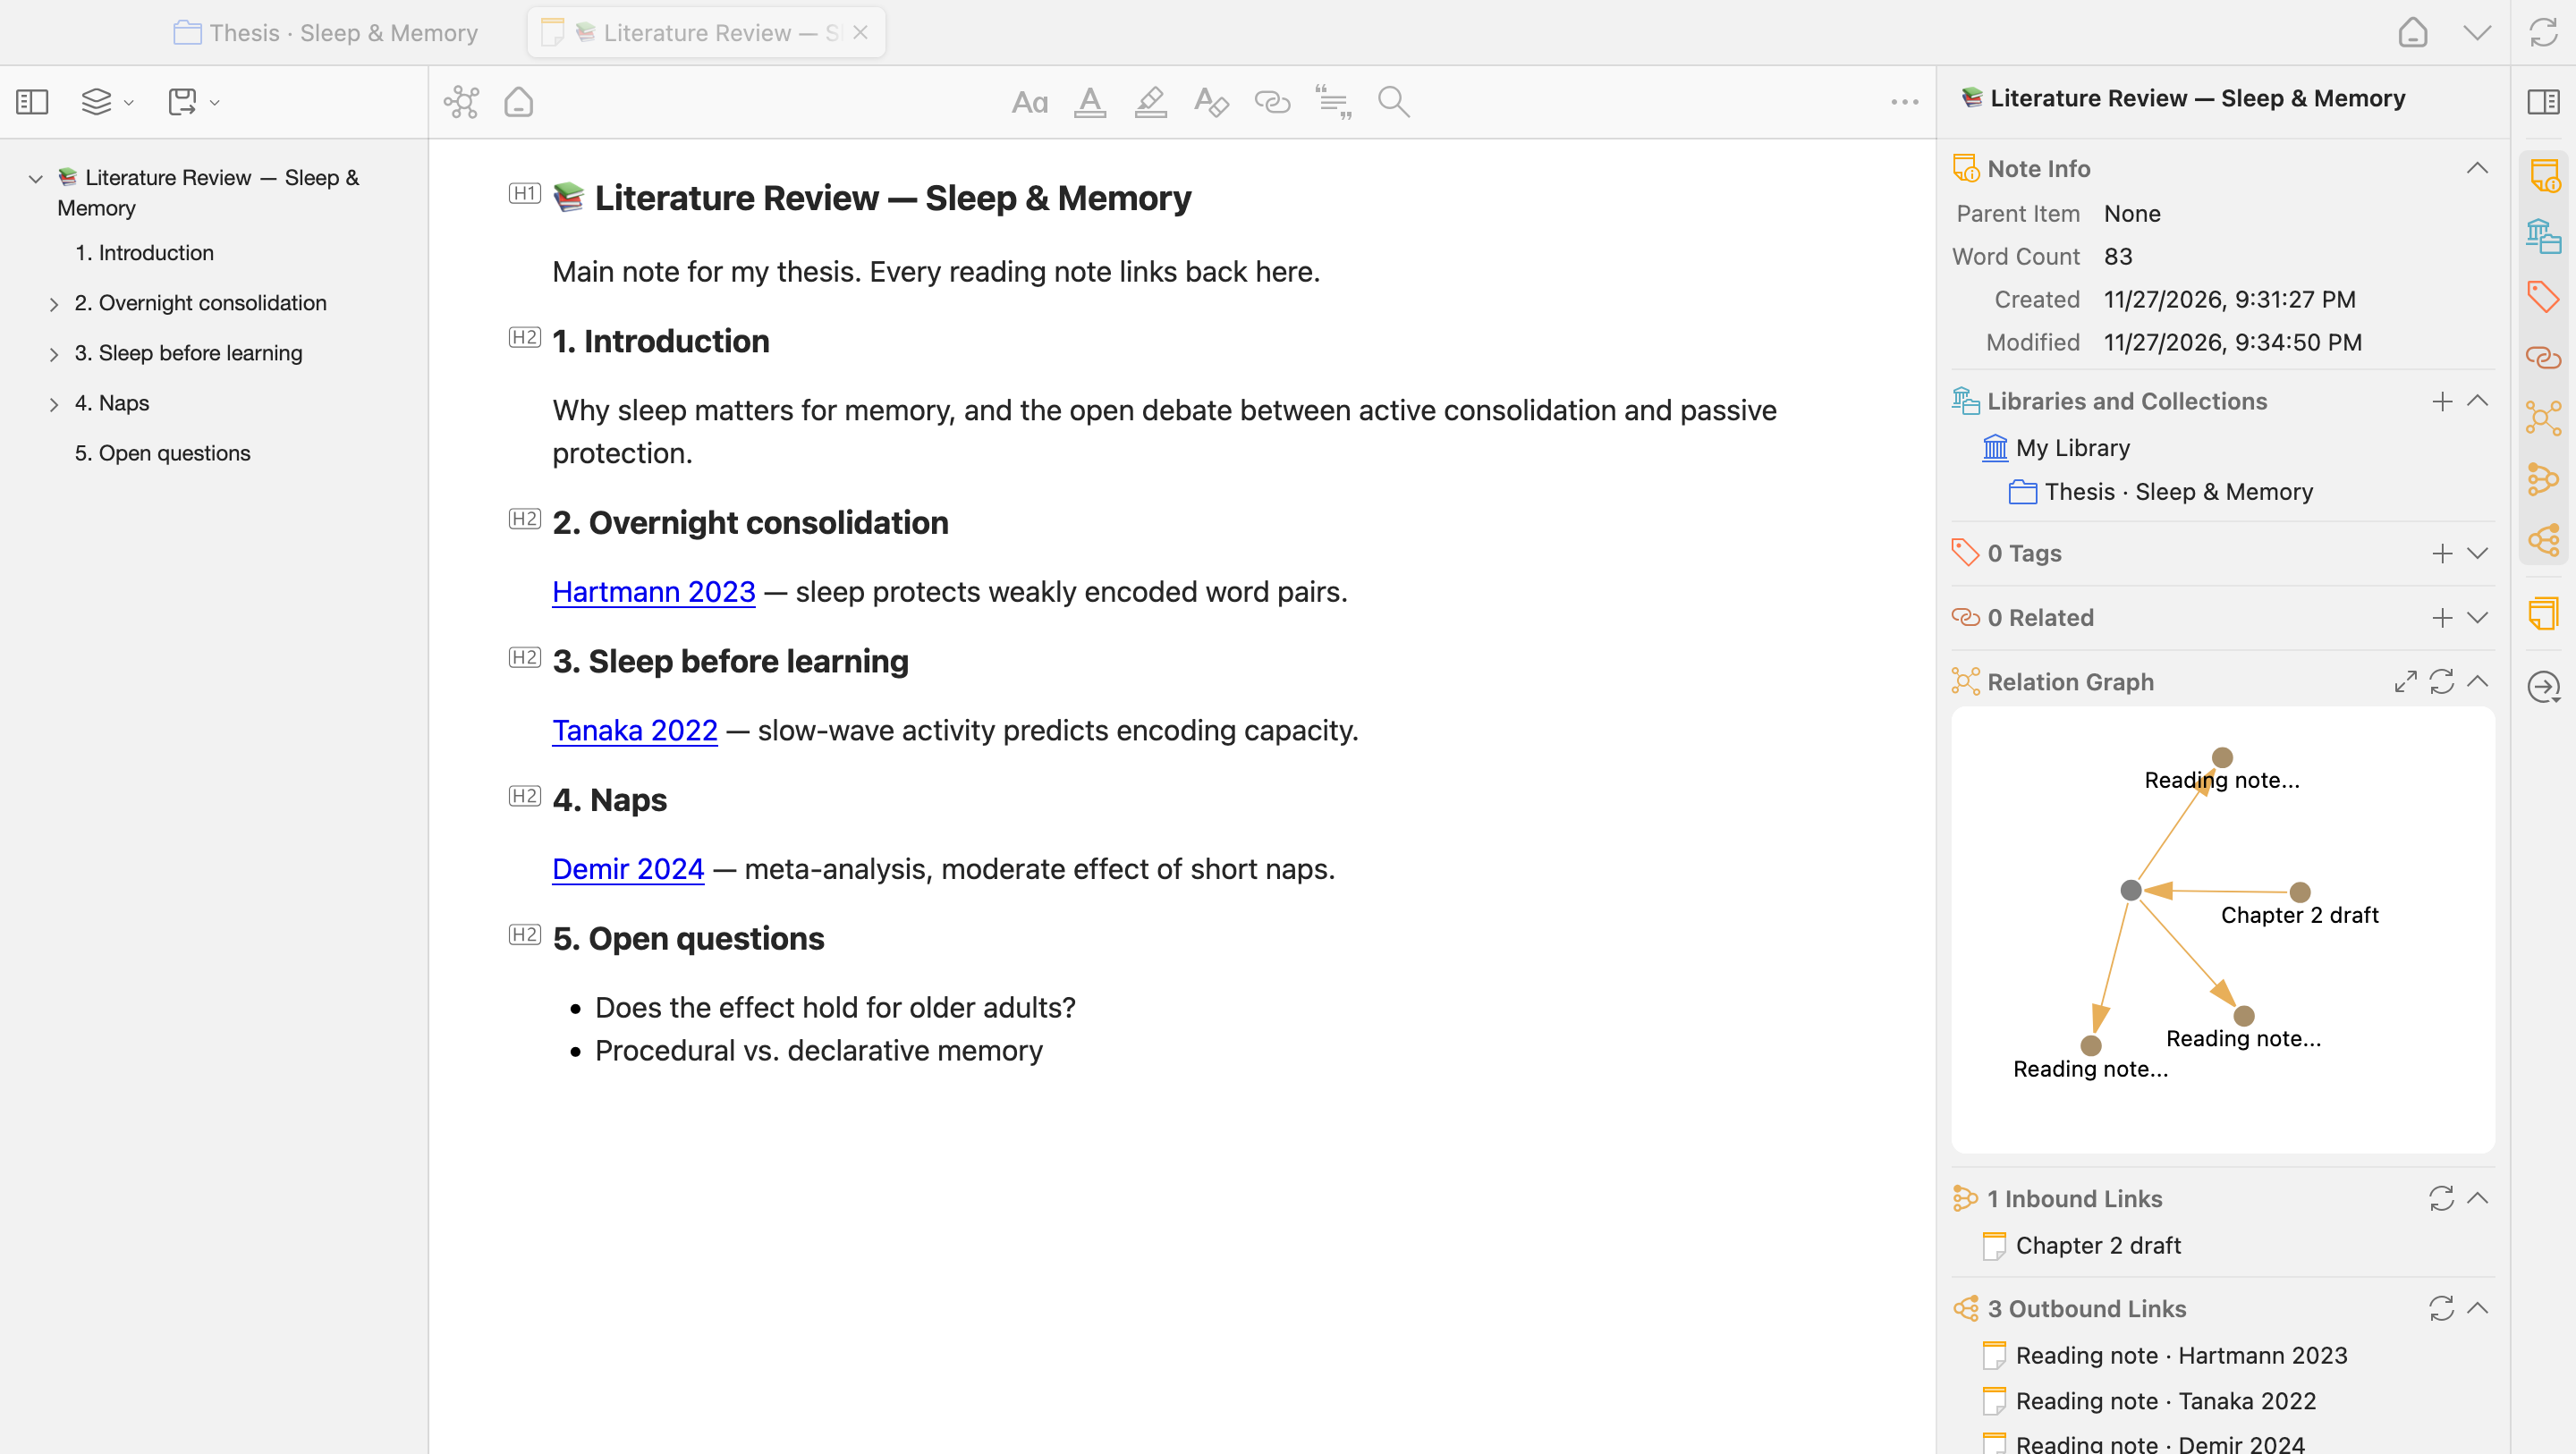 Thesis · Sleep & Memory
Literature Review — S
Literature Review — Sleep &
Memory
1. Introduction
2. Overnight consolidation
3. Sleep before learning
4. Naps
5. Open questions
Aa
H1 Literature Review — Sleep & Memory
Main note for my thesis. Every reading note links back here.
H2 1. Introduction
Why sleep matters for memory, and the open debate between active consolidation and passive
protection.
H2 2. Overnight consolidation
Hartmann 2023 — sleep protects weakly encoded word pairs.
H2 3. Sleep before learning
Tanaka 2022 — slow-wave activity predicts encoding capacity.
H2 4. Naps
Demir 2024 — meta-analysis, moderate effect of short naps.
H2 5. Open questions
• Does the effect hold for older adults?
• Procedural vs. declarative memory
Literature Review — Sleep & Memory
Note Info
Parent Item None
Word Count 83
Created 11/27/2026, 9:31:27 PM
Modified 11/27/2026, 9:34:50 PM
Libraries and Collections
My Library
Thesis · Sleep & Memory
0 Tags
0 Related
Relation Graph
Reading note...
Chapter 2 draft
Reading note...
Reading note...
1 Inbound Links
Chapter 2 draft
3 Outbound Links
Reading note · Hartmann 2023
Reading note · Tanaka 2022
Reading note · Demir 2024